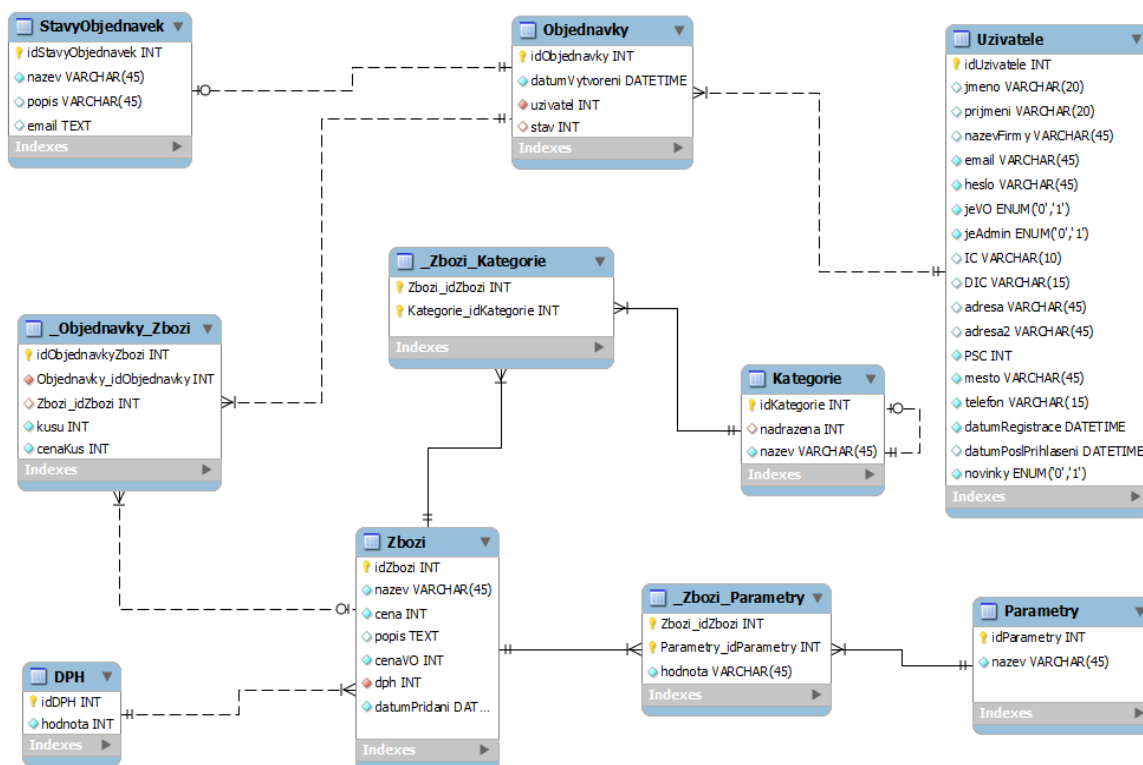 StavyObjednavek
idStavyObjednavek INT
nazev VARCHAR(45)
popis VARCHAR(45)
email TEXT
Indexes
Objednavky
idObjednavky INT
datumVytvoreni DATETIME
uzivatel INT
stav INT
Indexes
Uzivatele
idUzivatele INT
jmeno VARCHAR(20)
prijmeni VARCHAR(20)
nazevFirmy VARCHAR(45)
email VARCHAR(45)
heslo VARCHAR(45)
jeVO ENUM('0','1')
jeAdmin ENUM('0','1')
IC VARCHAR(10)
DIC VARCHAR(15)
adresa VARCHAR(45)
adresa2 VARCHAR(45)
PSC INT
mesto VARCHAR(45)
telefon VARCHAR(15)
datumRegistrace DATETIME
datumPoslPrihlaseni DATETIME
novinky ENUM('0','1')
Indexes
_Zbozi_Kategorie
Zbozi_idZbozi INT
Kategorie_idKategorie INT
Indexes
_Objednavky_Zbozi
idObjednavkyZbozi INT
Objednavky_idObjednavky INT
Zbozi_idZbozi INT
kusu INT
cenaKus INT
Indexes
Kategorie
idKategorie INT
nadrazena INT
nazev VARCHAR(45)
Indexes
Zbozi
idZbozi INT
nazev VARCHAR(45)
cena INT
popis TEXT
cenaVO INT
dph INT
datumPridani DAT...
Indexes
_Zbozi_Parametry
Zbozi_idZbozi INT
Parametry_idParametry INT
hodnota VARCHAR(45)
Indexes
Parametry
idParametry INT
nazev VARCHAR(45)
Indexes
DPH
idDPH INT
hodnota INT
Indexes